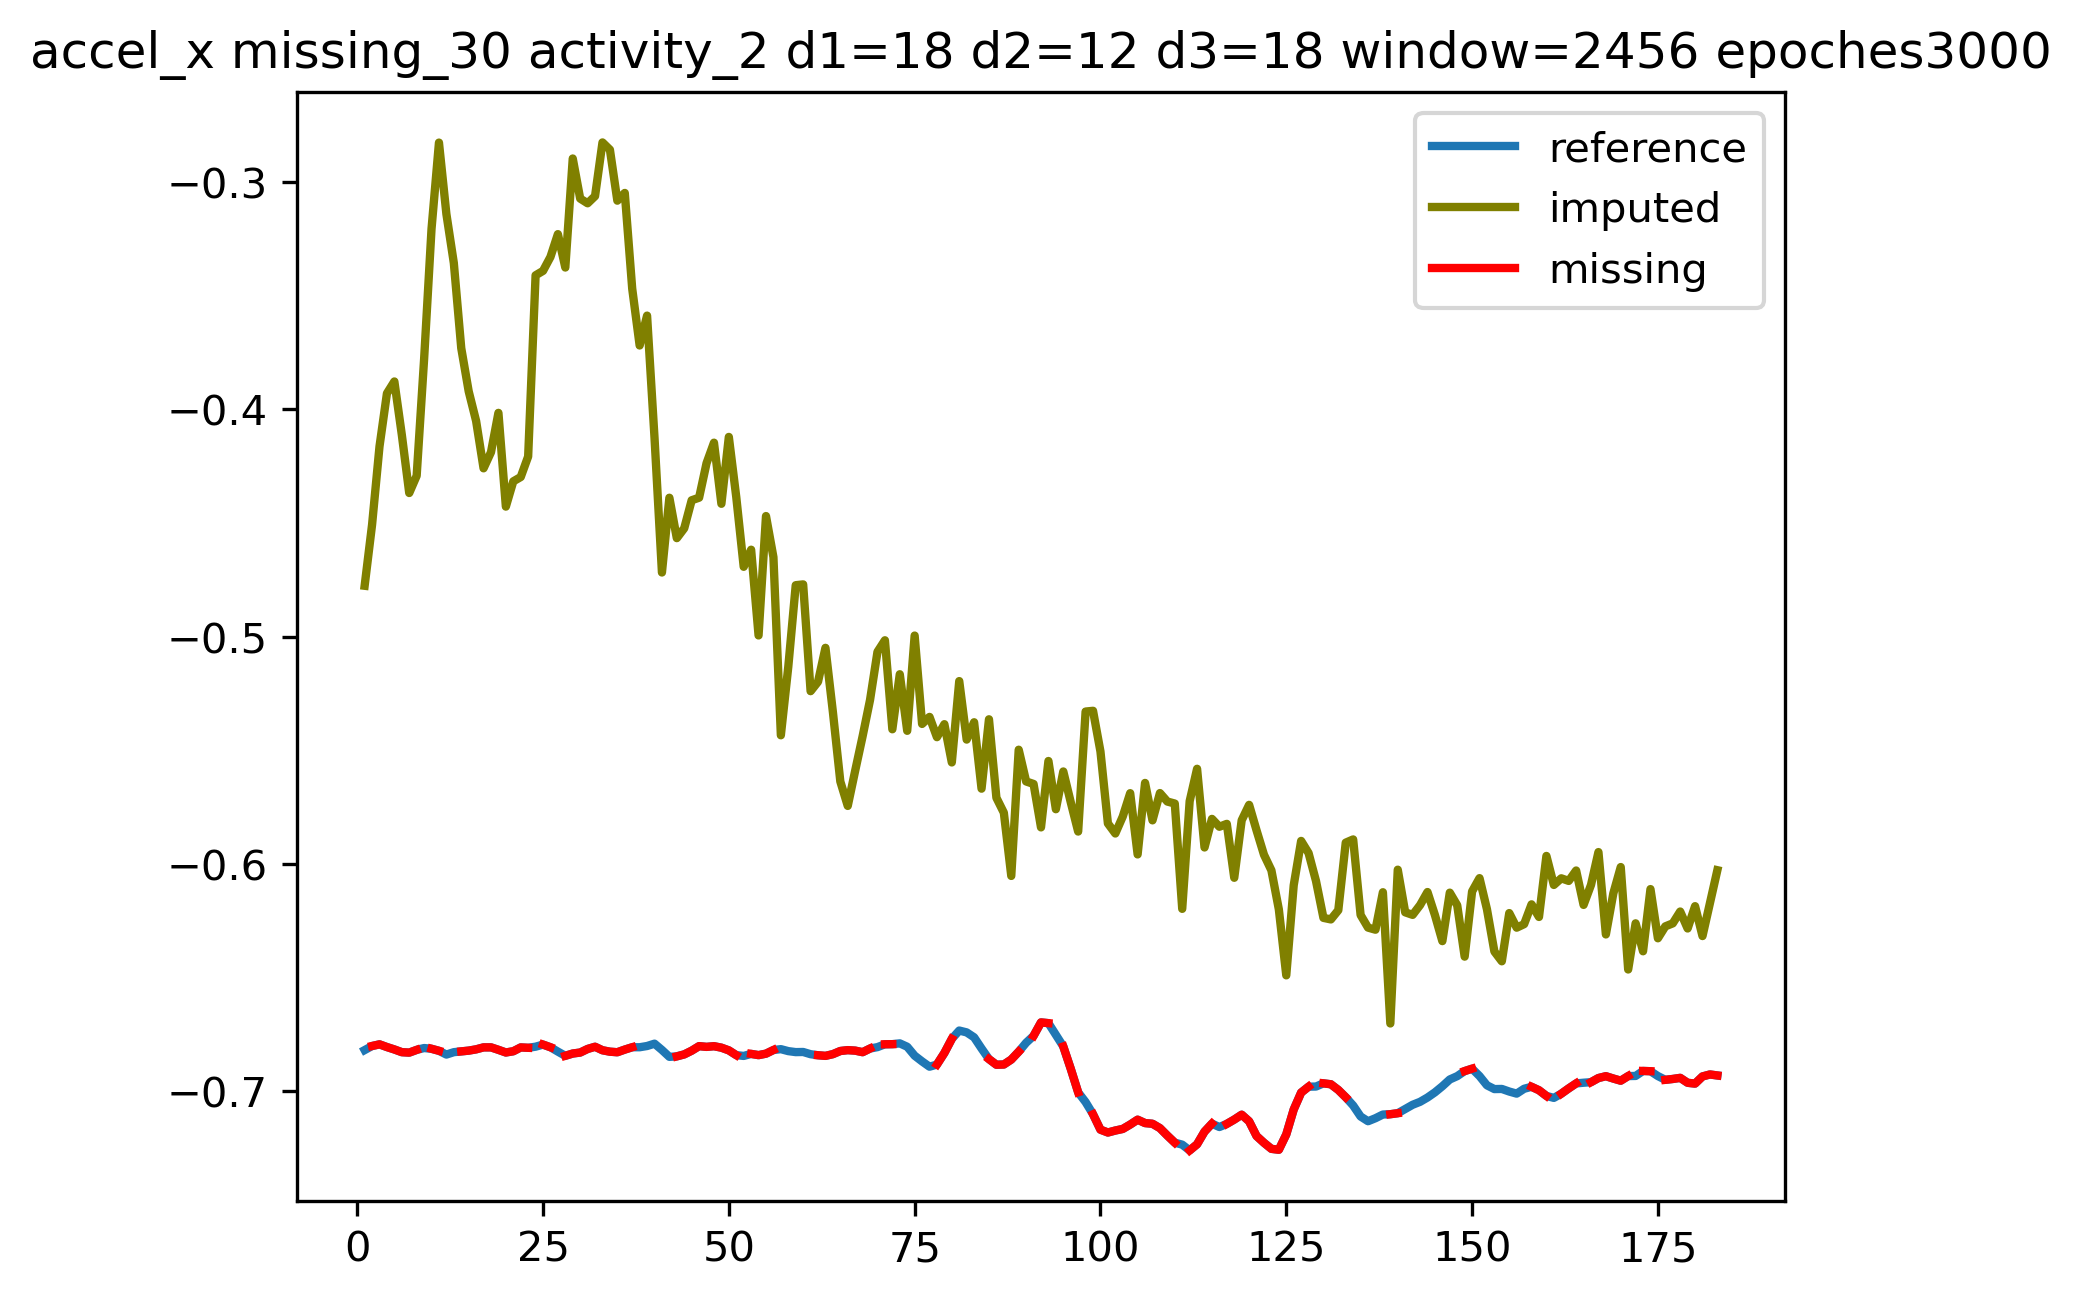 accel_x missing_30 activity_2 d1=18 d2=12 d3=18 window=2456 epoches3000
reference
imputed
missing
−0.3
−0.4
−0.5
−0.6
−0.7
0 25 50 75 100 125 150 175